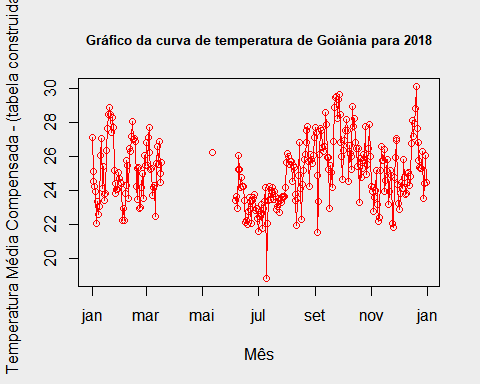 Gráfico da curva de temperatura de Goiânia para 2018
Temperatura Média Compensada - (tabela construída
30
28
26
24
22
20
jan mar mai jul set nov jan
Mês